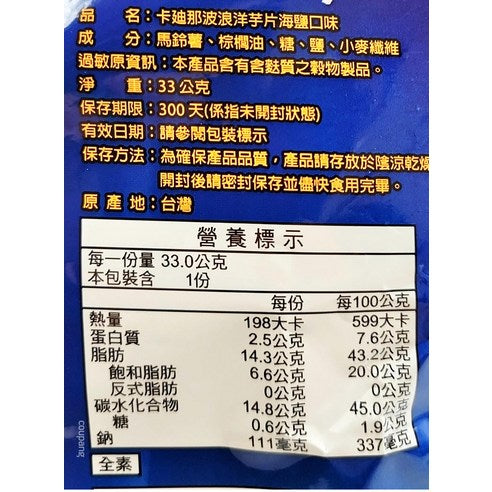 品　名：卡廸那波浪洋芋片海鹽口味
成　分：馬鈴薯、棕櫚油、糖、鹽、小麥纖維
過敏原資訊：本產品含有含麩質之穀物製品。
淨　重：33公克
保存期限：300天(係指未開封狀態)
有效日期：請參閱包裝標示
保存方法：為確保產品品質，產品請存放於陰涼乾燥
開封後請密封保存並儘快食用完畢。
原 產 地：台灣
營養標示
每一份量 33.0公克
本包裝含 1份
每份 每100公克
熱量 198大卡 599大卡
蛋白質 2.5公克 7.6公克
脂肪 14.3公克 43.2公克
飽和脂肪 6.6公克 20.0公克
反式脂肪 0公克 0公克
碳水化合物 14.8公克 45.0公克
糖 0.6公克 1.9公克
鈉 111毫克 337毫克
全素
coupang